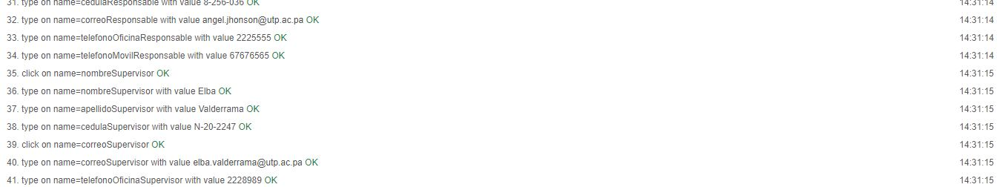 31. type on name=cedulaResponsable with value 8-256-036 OK 14:31:14
32. type on name=correoResponsable with value angel.jhonson@utp.ac.pa OK 14:31:14
33. type on name=telefonoOficinaResponsable with value 2225555 OK 14:31:14
34. type on name=telefonoMovilResponsable with value 67676565 OK 14:31:14
35. click on name=nombreSupervisor OK 14:31:15
36. type on name=nombreSupervisor with value Elba OK 14:31:15
37. type on name=apellidoSupervisor with value Valderrama OK 14:31:15
38. type on name=cedulaSupervisor with value N-20-2247 OK 14:31:15
39. click on name=correoSupervisor OK 14:31:15
40. type on name=correoSupervisor with value elba.valderrama@utp.ac.pa OK 14:31:15
41. type on name=telefonoOficinaSupervisor with value 2228989 OK 14:31:15